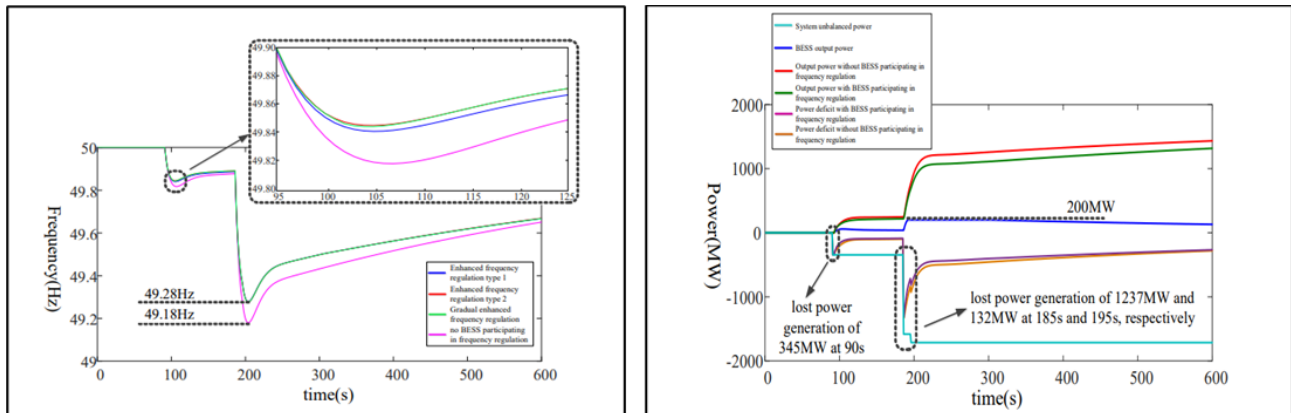 49.90
49.88
49.86
49.84
49.82
49.80
95 100 105 110 115 120 125
50
49.8
49.6
49.4
49.2
49
Frequency(Hz)
49.28Hz
49.18Hz
Enhanced frequency
regulation type 1
Enhanced frequency
regulation type 2
Gradual enhanced
frequency regulation
no BESS participating
in frequency regulation
0 100 200 300 400 500 600
time(s)
System unbalanced power
BESS output power
Output power without BESS participating in
frequency regulation
Output power with BESS participating in
frequency regulation
Power deficit with BESS participating in
frequency regulation
Power deficit without BESS participating in
frequency regulation
2000
1000
0
-1000
-2000
Power(MW)
200MW
lost power
generation of
345MW at 90s
lost power generation of 1237MW and
132MW at 185s and 195s, respectively
0 100 200 300 400 500 600
time(s)